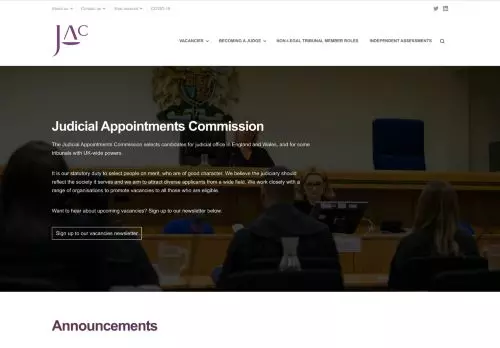 About us Contact us Your account COVID-19
JAC
VACANCIES BECOMING A JUDGE NON-LEGAL TRIBUNAL MEMBER ROLES INDEPENDENT ASSESSMENTS
Judicial Appointments Commission
The Judicial Appointments Commission selects candidates for judicial office in England and Wales, and for some
tribunals with UK-wide powers.
It is our statutory duty to select people on merit, who are of good character. We believe the judiciary should
reflect the society it serves and we aim to attract diverse applicants from a wide field. We work closely with a
range of organisations to promote vacancies to all those who are eligible.
Want to hear about upcoming vacancies? Sign up to our newsletter below.
Sign up to our vacancies newsletter
Announcements